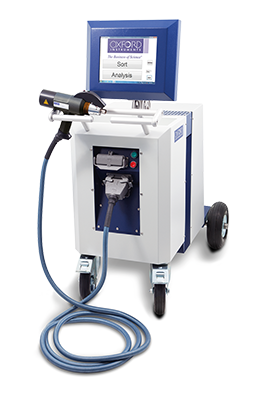 OXFORD
INSTRUMENTS
The Business of Science®
Sort
Analysis